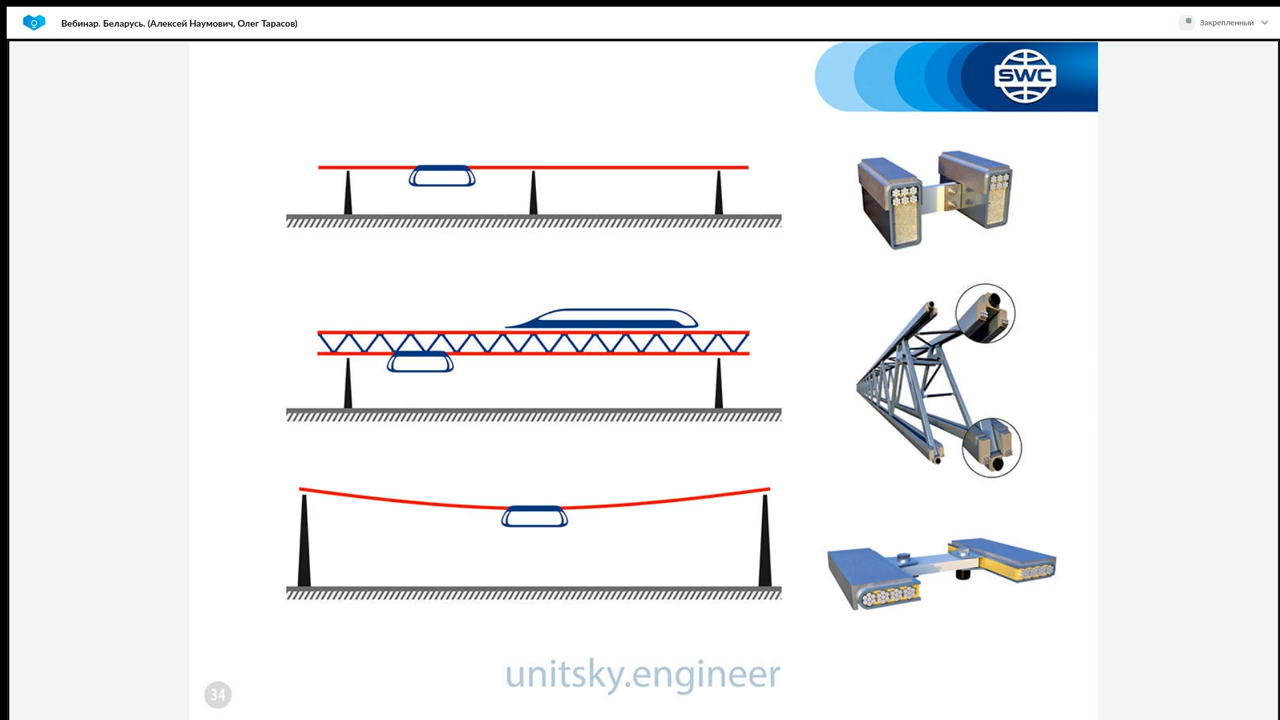 Вебинар. Беларусь. (Алексей Наумович, Олег Тарасов)
Закрепленный
SWC
unitsky.engineer
34